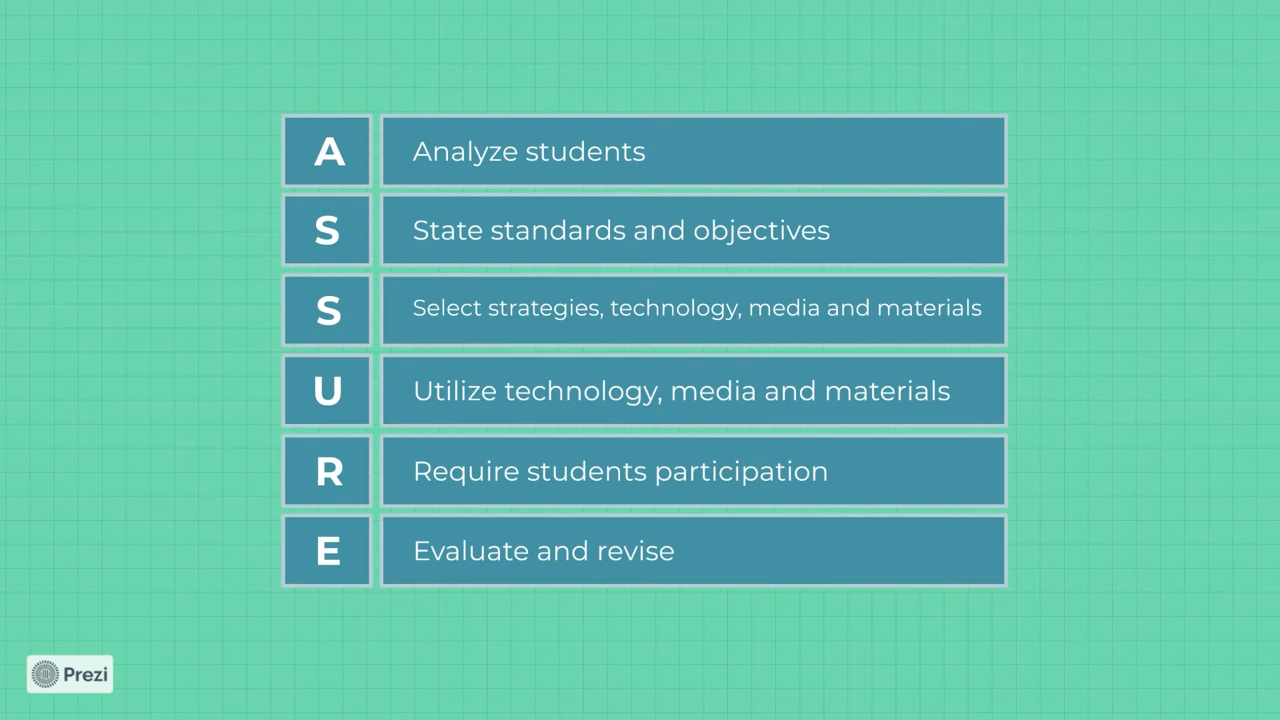 A Analyze students
S State standards and objectives
S Select strategies, technology, media and materials
U Utilize technology, media and materials
R Require students participation
E Evaluate and revise
Prezi